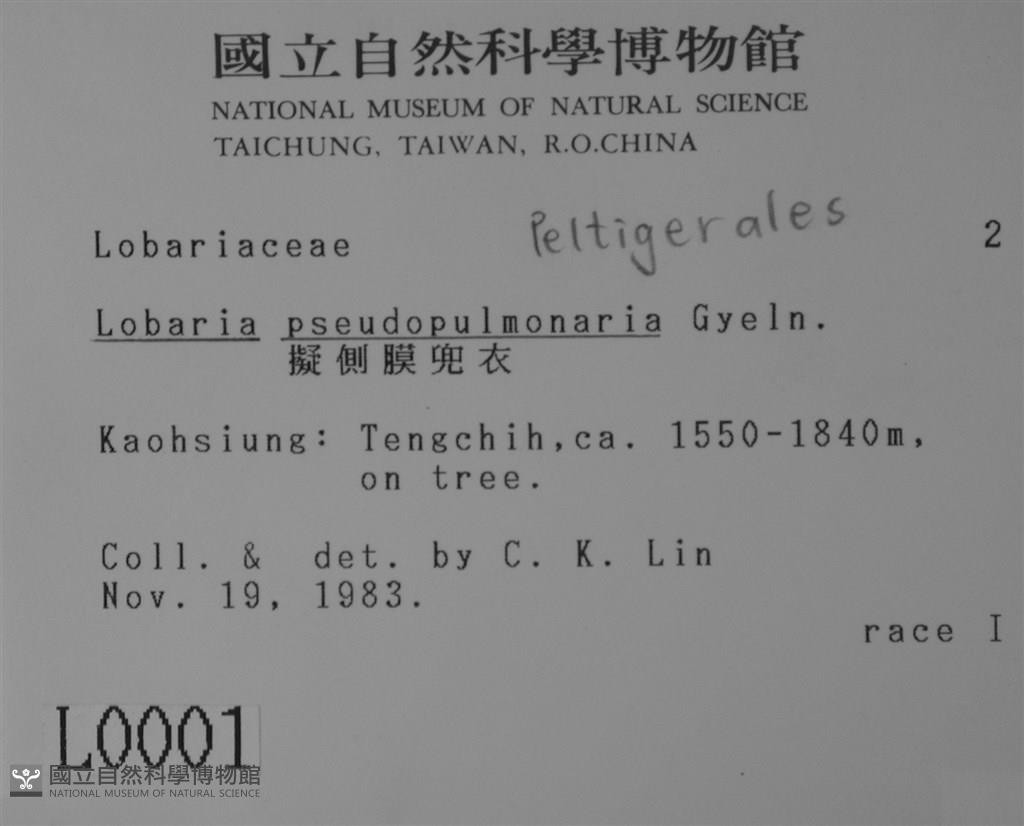 國立自然科學博物館
NATIONAL MUSEUM OF NATURAL SCIENCE
TAICHUNG, TAIWAN, R.O.CHINA
Lobariaceae Peltigerales 2
Lobaria pseudopulmonaria Gyeln.
擬側膜兜衣
Kaohsiung: Tengchih,ca. 1550-1840m,
on tree.
Coll. & det. by C. K. Lin
Nov. 19, 1983.
race I
L0001
國立自然科學博物館
NATIONAL MUSEUM OF NATURAL SCIENCE